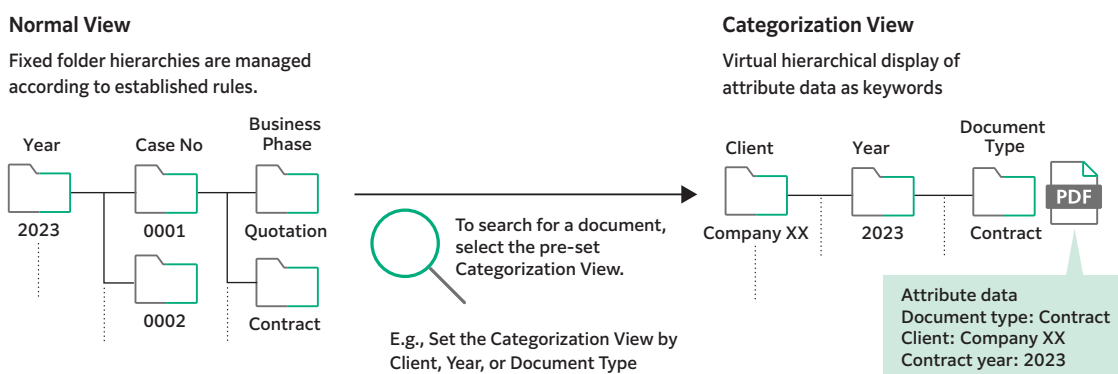 Normal View
Fixed folder hierarchies are managed
according to established rules.
Year
Case No
Business
Phase
2023
0001
Quotation
0002
Contract
To search for a document,
select the pre-set
Categorization View.
E.g., Set the Categorization View by
Client, Year, or Document Type
Categorization View
Virtual hierarchical display of
attribute data as keywords
Client
Year
Document
Type
PDF
Company XX
2023
Contract
Attribute data
Document type: Contract
Client: Company XX
Contract year: 2023